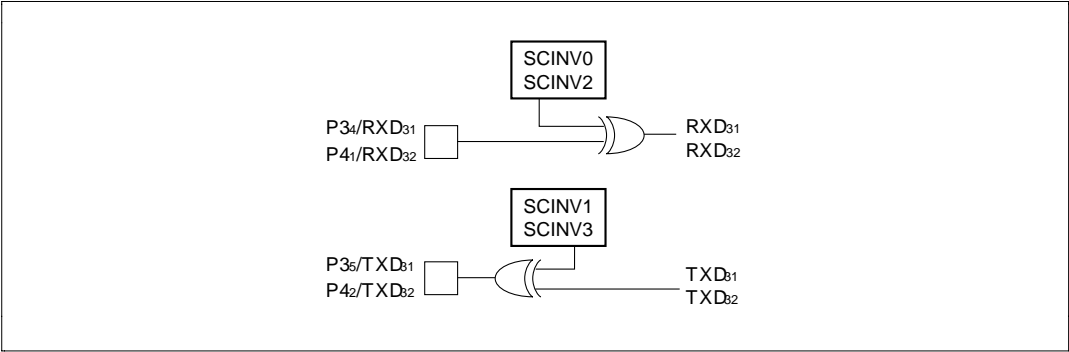 SCINV0
SCINV2
P3₄/RXD₃₁
P4₁/RXD₃₂
RXD₃₁
RXD₃₂
SCINV1
SCINV3
P3₅/TXD₃₁
P4₂/TXD₃₂
TXD₃₁
TXD₃₂